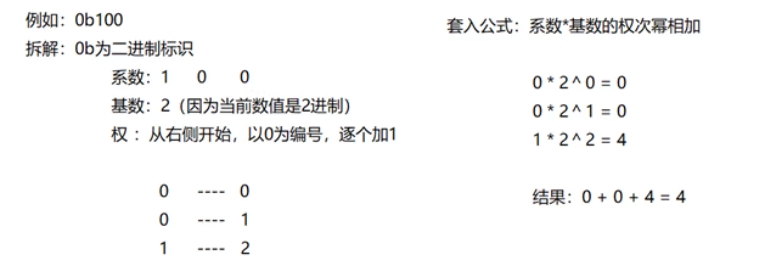 例如：0b100
拆解：0b为二进制标识
系数：1 0 0
基数：2（因为当前数值是2进制）
权 ：从右侧开始，以0为编号，逐个加1
0 ---- 0
0 ---- 1
1 ---- 2
套入公式：系数*基数的权次幂相加
0 * 2 ^ 0 = 0
0 * 2 ^ 1 = 0
1 * 2 ^ 2 = 4
结果：0 + 0 + 4 = 4